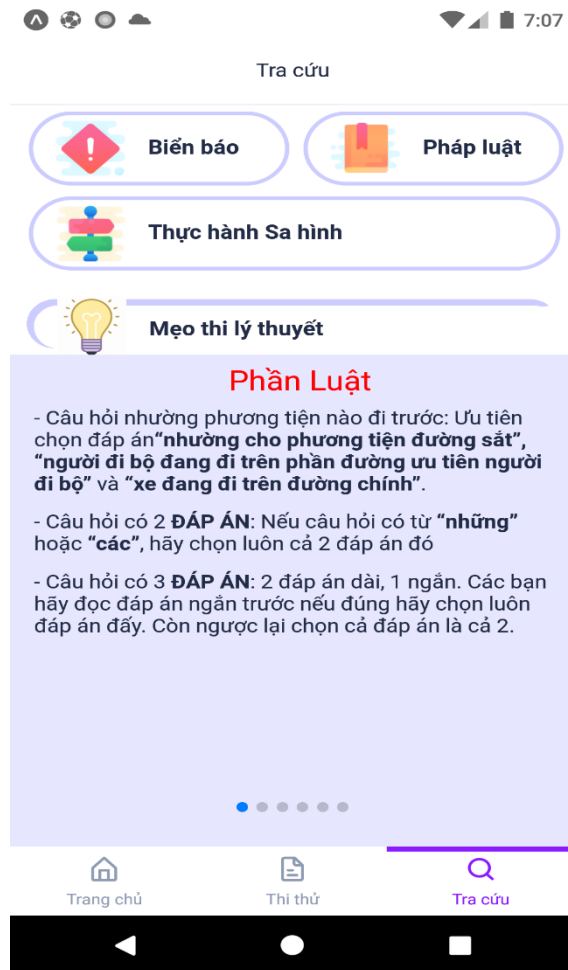 7:07
Tra cứu
Biển báo
Pháp luật
Thực hành Sa hình
Mẹo thi lý thuyết
Phần Luật
- Câu hỏi nhường phương tiện nào đi trước: Ưu tiên
chọn đáp án“nhường cho phương tiện đường sắt”,
“người đi bộ đang đi trên phần đường ưu tiên người
đi bộ” và “xe đang đi trên đường chính”.
- Câu hỏi có 2 ĐÁP ÁN: Nếu câu hỏi có từ “những”
hoặc “các”, hãy chọn luôn cả 2 đáp án đó
- Câu hỏi có 3 ĐÁP ÁN: 2 đáp án dài, 1 ngắn. Các bạn
hãy đọc đáp án ngắn trước nếu đúng hãy chọn luôn
đáp án đấy. Còn ngược lại chọn cả đáp án là cả 2.
Trang chủ
Thi thử
Tra cứu